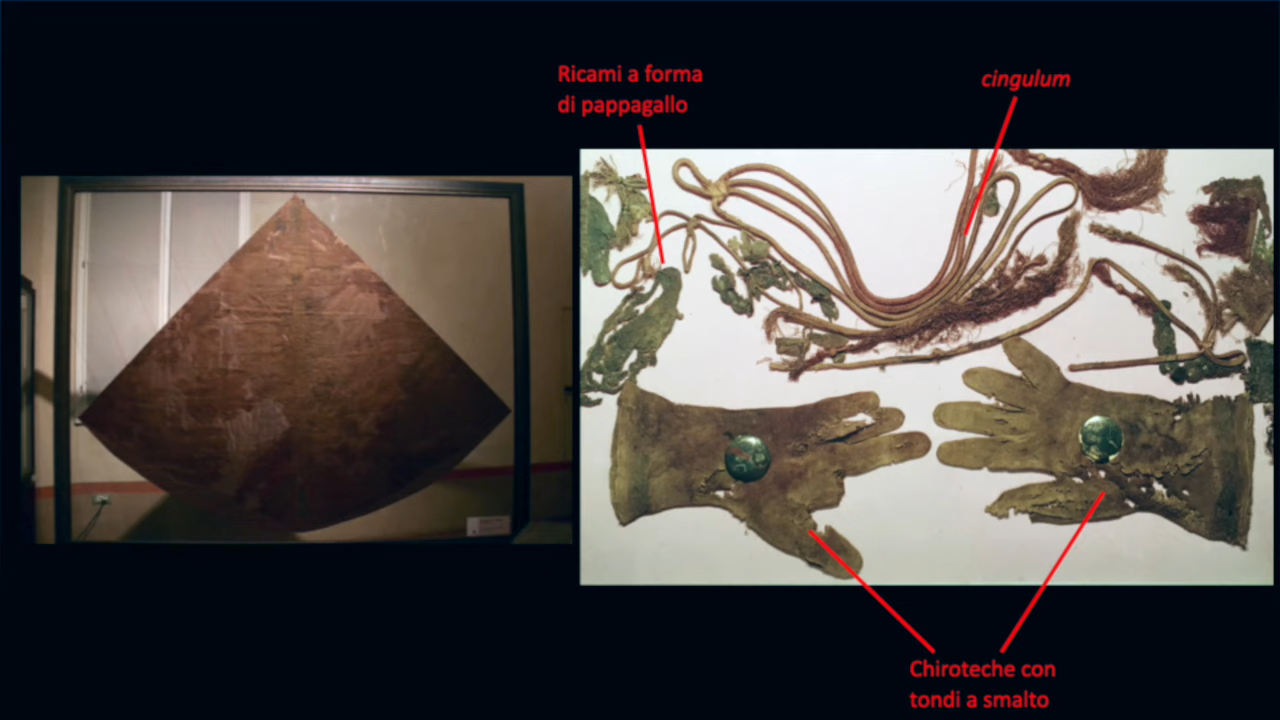 Ricami a forma
di pappagallo
cingulum
Chiroteche con
tondi a smalto